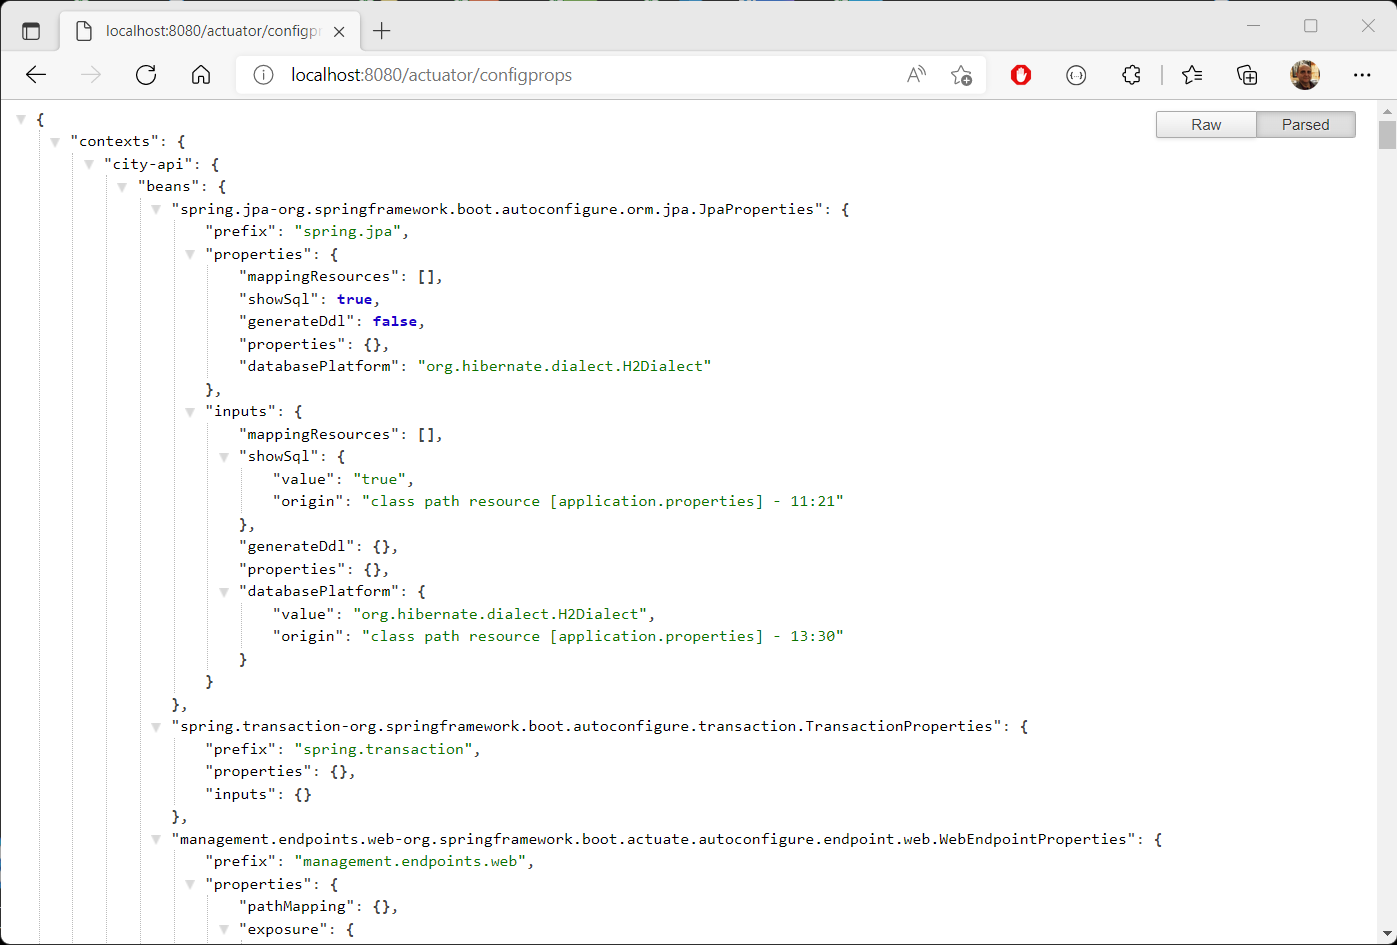 localhost:8080/actuator/configpr
localhost:8080/actuator/configprops
Raw Parsed
{
"contexts": {
"city-api": {
"beans": {
"spring.jpa-org.springframework.boot.autoconfigure.orm.jpa.JpaProperties": {
"prefix": "spring.jpa",
"properties": {
"mappingResources": [],
"showSql": true,
"generateDdl": false,
"properties": {},
"databasePlatform": "org.hibernate.dialect.H2Dialect"
},
"inputs": {
"mappingResources": [],
"showSql": {
"value": "true",
"origin": "class path resource [application.properties] - 11:21"
},
"generateDdl": {},
"properties": {},
"databasePlatform": {
"value": "org.hibernate.dialect.H2Dialect",
"origin": "class path resource [application.properties] - 13:30"
}
}
},
"spring.transaction-org.springframework.boot.autoconfigure.transaction.TransactionProperties": {
"prefix": "spring.transaction",
"properties": {},
"inputs": {}
},
"management.endpoints.web-org.springframework.boot.actuate.autoconfigure.endpoint.web.WebEndpointProperties": {
"prefix": "management.endpoints.web",
"properties": {
"pathMapping": {},
"exposure": {